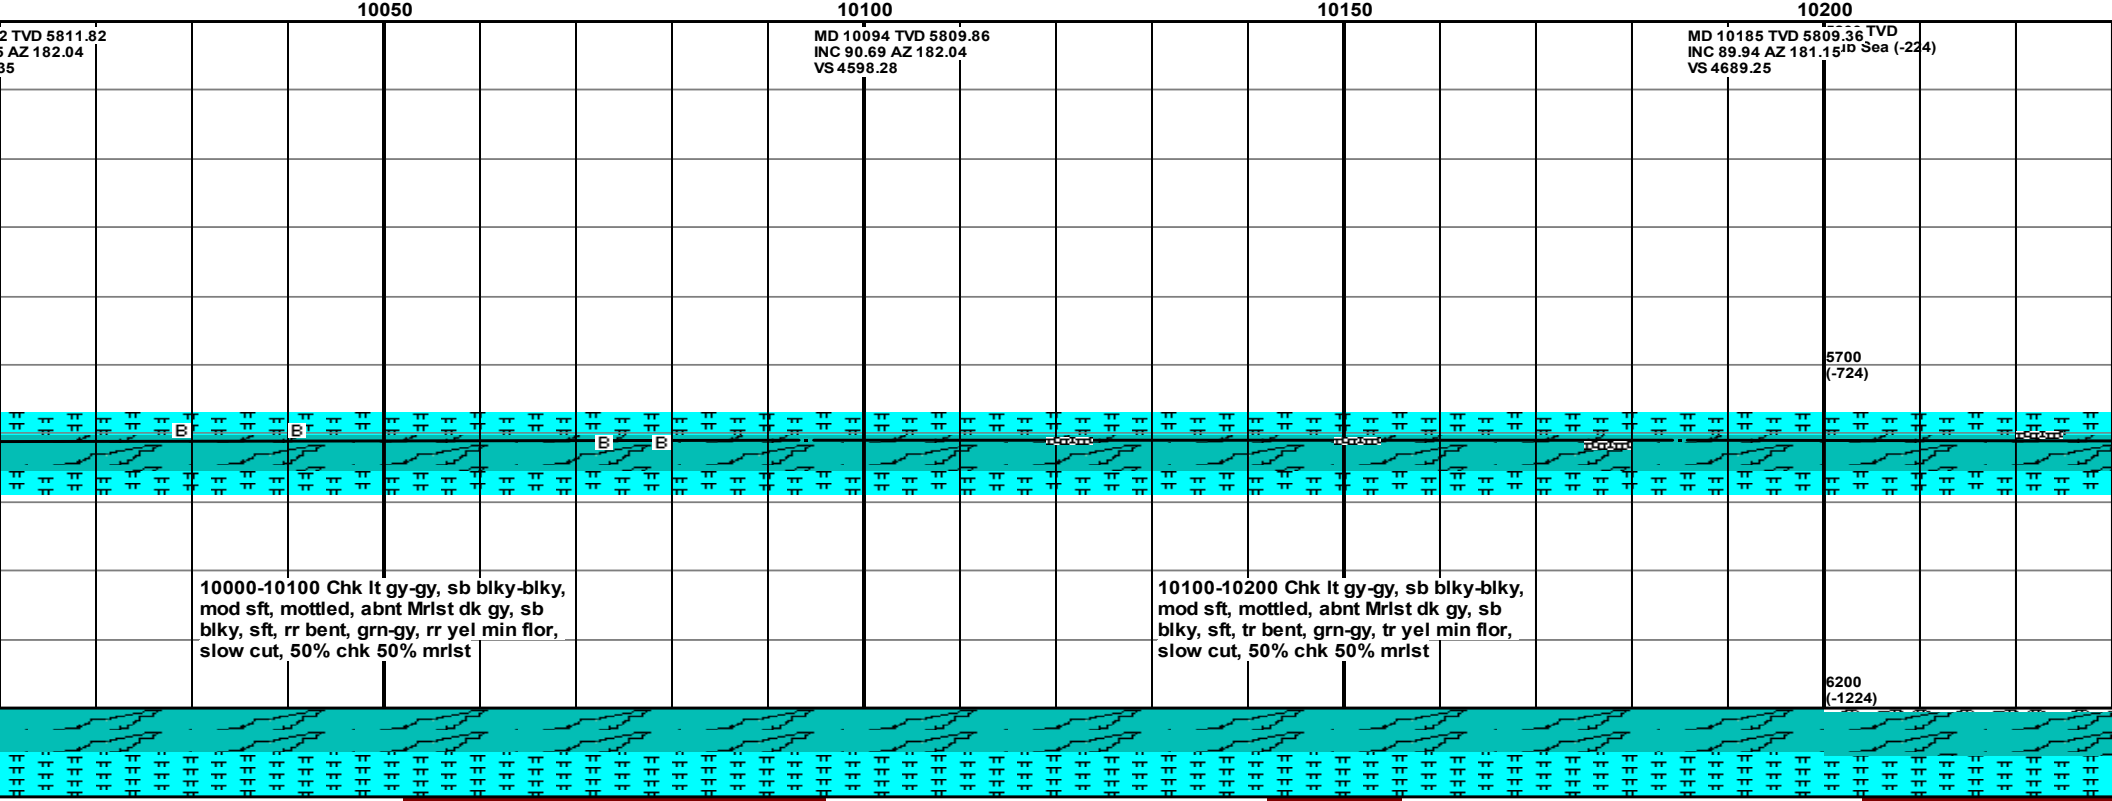 10050
10100
10150
10200
2 TVD 5811.82
AZ 182.04
35
MD 10094 TVD 5809.86
INC 90.69 AZ 182.04
VS 4598.28
MD 10185 TVD 5809.36
INC 89.94 AZ 181.15
VS 4689.25
TVD
Sea (-224)
5700
(-724)
B
B
B
B
10000-10100 Chk lt gy-gy, sb blky-blky,
mod sft, mottled, abnt Mrlst dk gy, sb
blky, sft, rr bent, grn-gy, rr yel min flor,
slow cut, 50% chk 50% mrlst
10100-10200 Chk lt gy-gy, sb blky-blky,
mod sft, mottled, abnt Mrlst dk gy, sb
blky, sft, tr bent, grn-gy, tr yel min flor,
slow cut, 50% chk 50% mrlst
6200
(-1224)